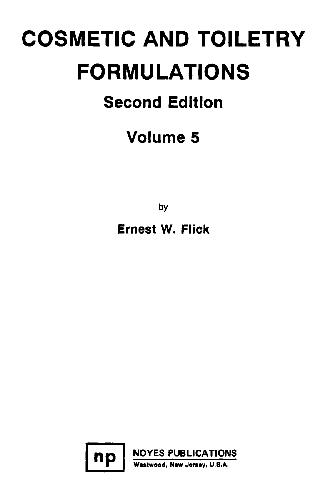 COSMETIC AND TOILETRY
FORMULATIONS
Second Edition
Volume 5
by
Ernest W. Flick
np
NOYES PUBLICATIONS
Westwood, New Jersey, U.S.A.